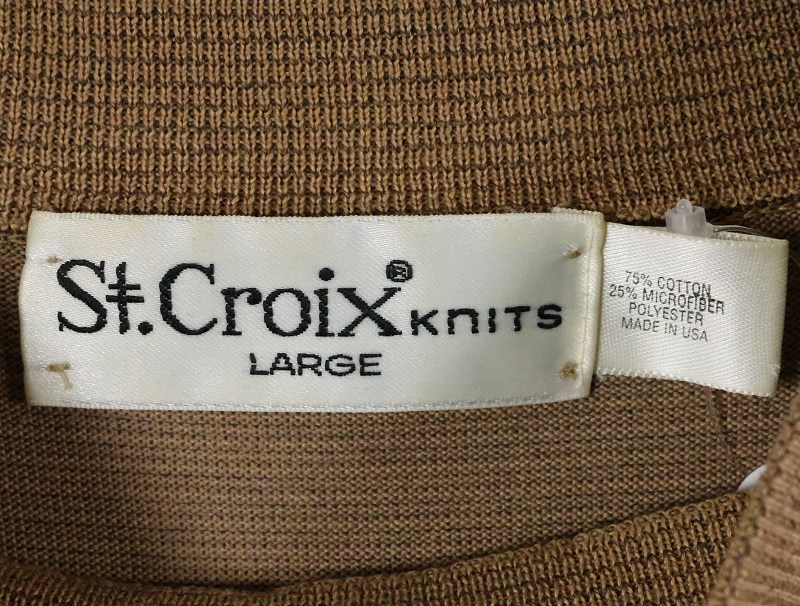 St. Croix® KNITS
LARGE
75% COTTON
25% MICROFIBER
POLYESTER
MADE IN USA